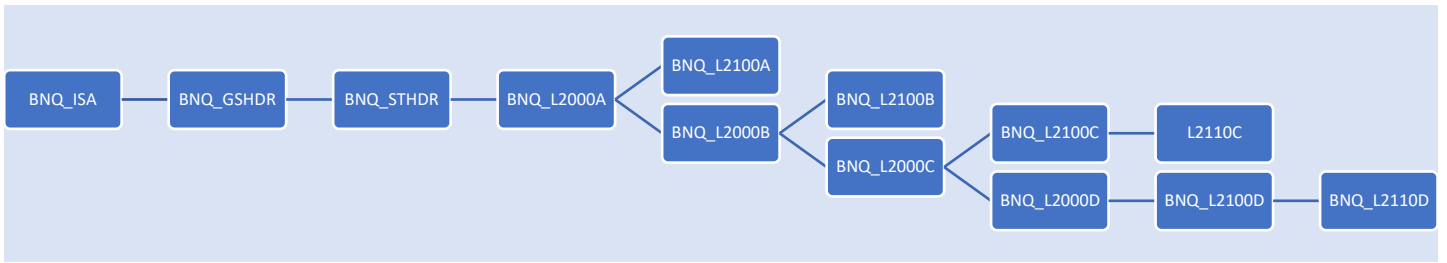 BNQ_ISA
BNQ_GSHDR
BNQ_STHDR
BNQ_L2000A
BNQ_L2100A
BNQ_L2000B
BNQ_L2100B
BNQ_L2000C
BNQ_L2100C
L2110C
BNQ_L2000D
BNQ_L2100D
BNQ_L2110D